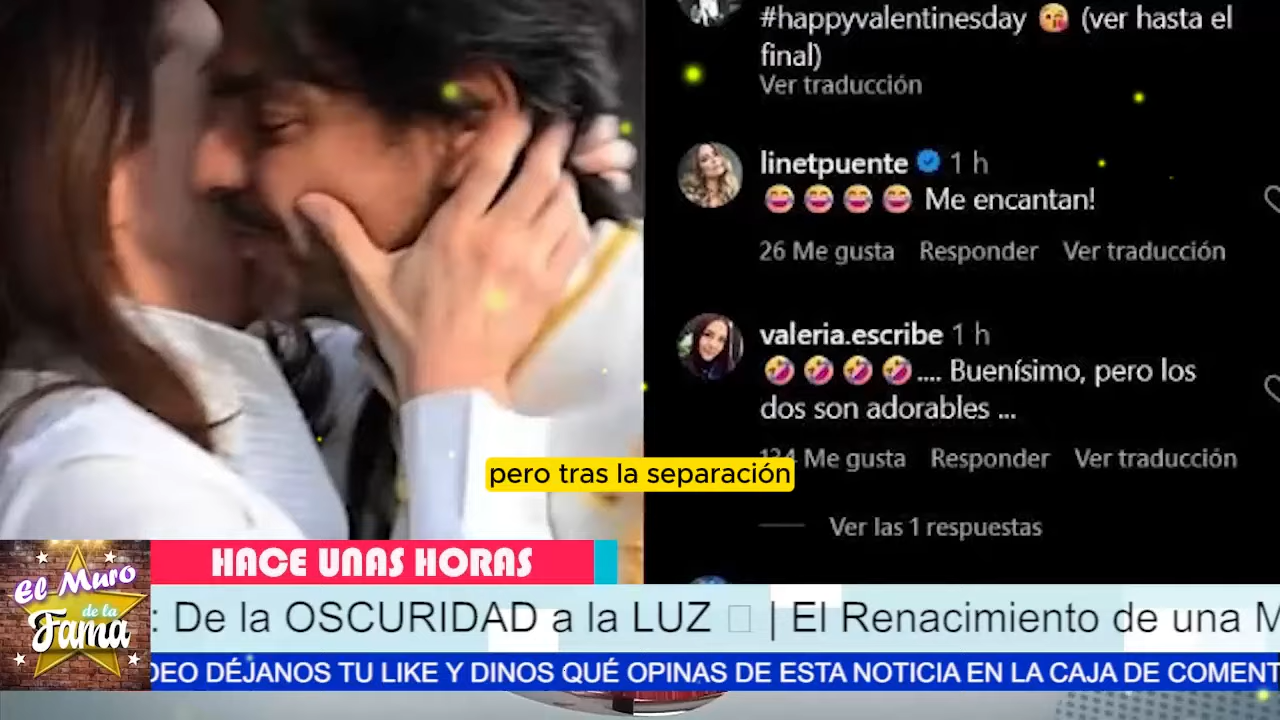 #happyvalentinesday 😘 (ver hasta el
final)
Ver traducción
linetpuente 1 h
😂 😂 😂 😂 Me encantan!
26 Me gusta Responder Ver traducción
valeria.escribe 1 h
🤣 🤣 🤣 🤣.... Buenísimo, pero los
dos son adorables ...
134 Me gusta Responder Ver traducción
pero tras la separación
Ver las 1 respuestas
HACE UNAS HORAS
El Muro
de la
Fama
: De la OSCURIDAD a la LUZ | El Renacimiento de una M
DEO DÉJANOS TU LIKE Y DINOS QUÉ OPINAS DE ESTA NOTICIA EN LA CAJA DE COMENT